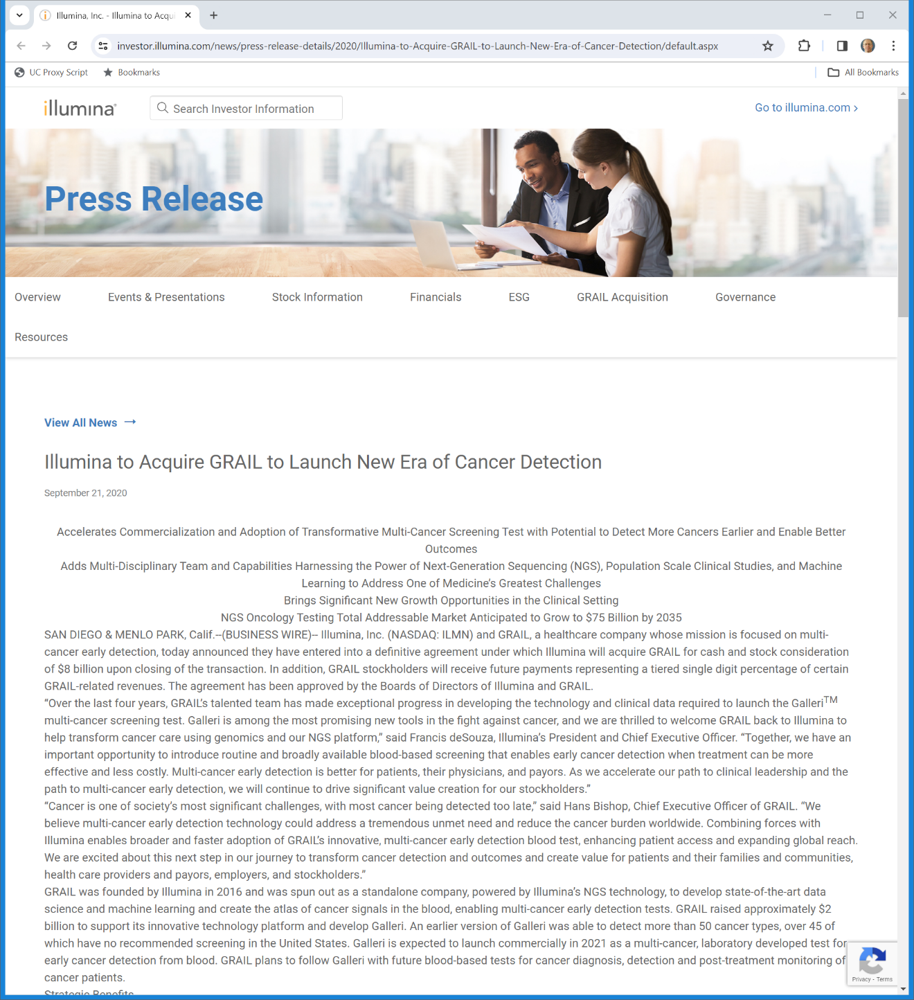 Illumina, Inc. - Illumina to Acqui
investor.illumina.com/news/press-release-details/2020/Illumina-to-Acquire-GRAIL-to-Launch-New-Era-of-Cancer-Detection/default.aspx
UC Proxy Script
Bookmarks
All Bookmarks
illumina®
Search Investor Information
Go to illumina.com ›
Press Release
Overview
Events & Presentations
Stock Information
Financials
ESG
GRAIL Acquisition
Governance
Resources
View All News →
Illumina to Acquire GRAIL to Launch New Era of Cancer Detection
September 21, 2020
Accelerates Commercialization and Adoption of Transformative Multi-Cancer Screening Test with Potential to Detect More Cancers Earlier and Enable Better
Outcomes
Adds Multi-Disciplinary Team and Capabilities Harnessing the Power of Next-Generation Sequencing (NGS), Population Scale Clinical Studies, and Machine
Learning to Address One of Medicine’s Greatest Challenges
Brings Significant New Growth Opportunities in the Clinical Setting
NGS Oncology Testing Total Addressable Market Anticipated to Grow to $75 Billion by 2035
SAN DIEGO & MENLO PARK, Calif.--(BUSINESS WIRE)-- Illumina, Inc. (NASDAQ: ILMN) and GRAIL, a healthcare company whose mission is focused on multi-
cancer early detection, today announced they have entered into a definitive agreement under which Illumina will acquire GRAIL for cash and stock consideration
of $8 billion upon closing of the transaction. In addition, GRAIL stockholders will receive future payments representing a tiered single digit percentage of certain
GRAIL-related revenues. The agreement has been approved by the Boards of Directors of Illumina and GRAIL.
“Over the last four years, GRAIL’s talented team has made exceptional progress in developing the technology and clinical data required to launch the Galleri™
multi-cancer screening test. Galleri is among the most promising new tools in the fight against cancer, and we are thrilled to welcome GRAIL back to Illumina to
help transform cancer care using genomics and our NGS platform,” said Francis deSouza, Illumina’s President and Chief Executive Officer. “Together, we have an
important opportunity to introduce routine and broadly available blood-based screening that enables early cancer detection when treatment can be more
effective and less costly. Multi-cancer early detection is better for patients, their physicians, and payors. As we accelerate our path to clinical leadership and the
path to multi-cancer early detection, we will continue to drive significant value creation for our stockholders.”
“Cancer is one of society’s most significant challenges, with most cancer being detected too late,” said Hans Bishop, Chief Executive Officer of GRAIL. “We
believe multi-cancer early detection technology could address a tremendous unmet need and reduce the cancer burden worldwide. Combining forces with
Illumina enables broader and faster adoption of GRAIL’s innovative, multi-cancer early detection blood test, enhancing patient access and expanding global reach.
We are excited about this next step in our journey to transform cancer detection and outcomes and create value for patients and their families and communities,
health care providers and payors, employers, and stockholders.”
GRAIL was founded by Illumina in 2016 and was spun out as a standalone company, powered by Illumina’s NGS technology, to develop state-of-the-art data
science and machine learning and create the atlas of cancer signals in the blood, enabling multi-cancer early detection tests. GRAIL raised approximately $2
billion to support its innovative technology platform and develop Galleri. An earlier version of Galleri was able to detect more than 50 cancer types, over 45 of
which have no recommended screening in the United States. Galleri is expected to launch commercially in 2021 as a multi-cancer, laboratory developed test for
early cancer detection from blood. GRAIL plans to follow Galleri with future blood-based tests for cancer diagnosis, detection and post-treatment monitoring of
cancer patients.
Strategic Benefits
Privacy - Terms